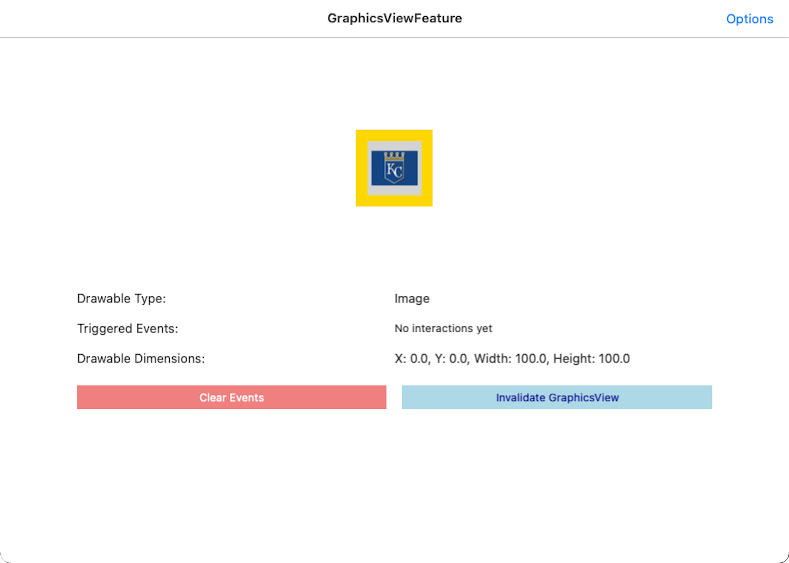 GraphicsViewFeature
Options
KC
Drawable Type:
Image
Triggered Events:
No interactions yet
Drawable Dimensions:
X: 0.0, Y: 0.0, Width: 100.0, Height: 100.0
Clear Events
Invalidate GraphicsView